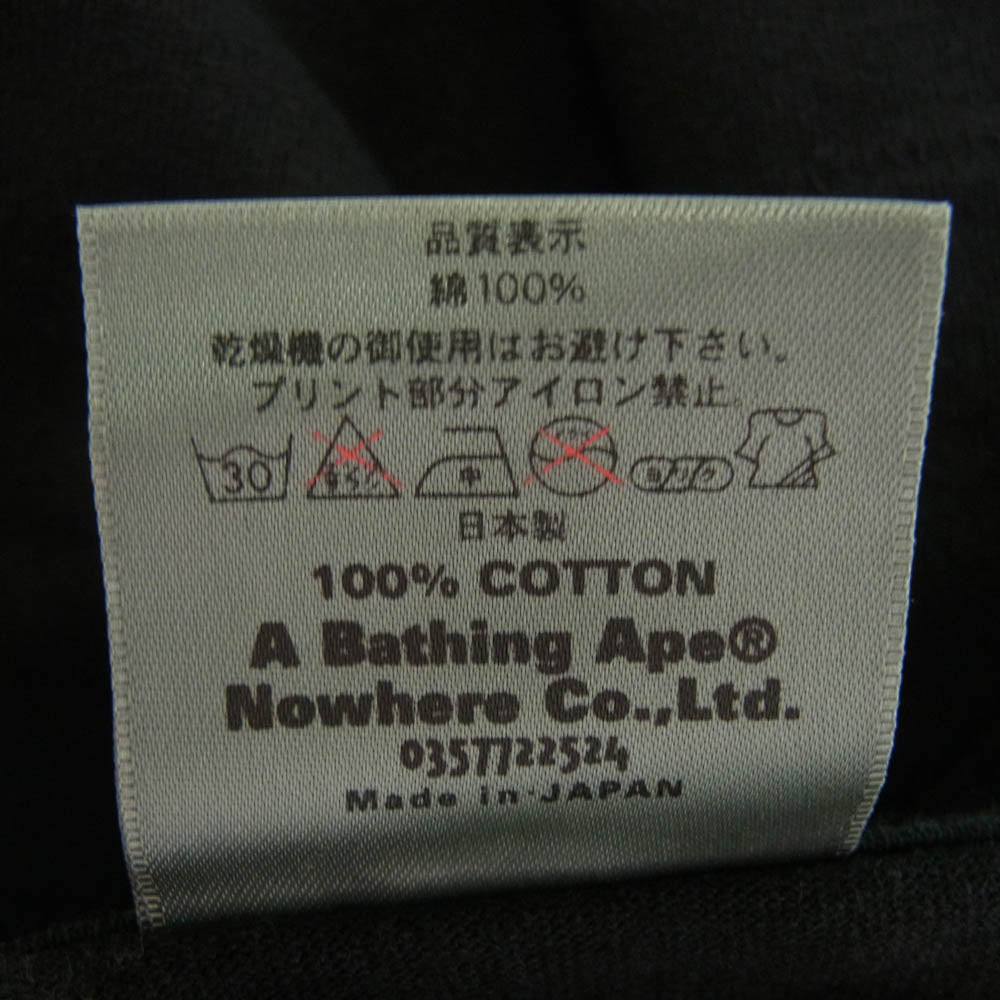 品質表示
綿100%
乾燥機の御使用はお避け下さい。
プリント部分アイロン禁止。
30 中
日本製
100% COTTON
A Bathing Ape®
Nowhere Co.,Ltd.
0357722524
Made in JAPAN